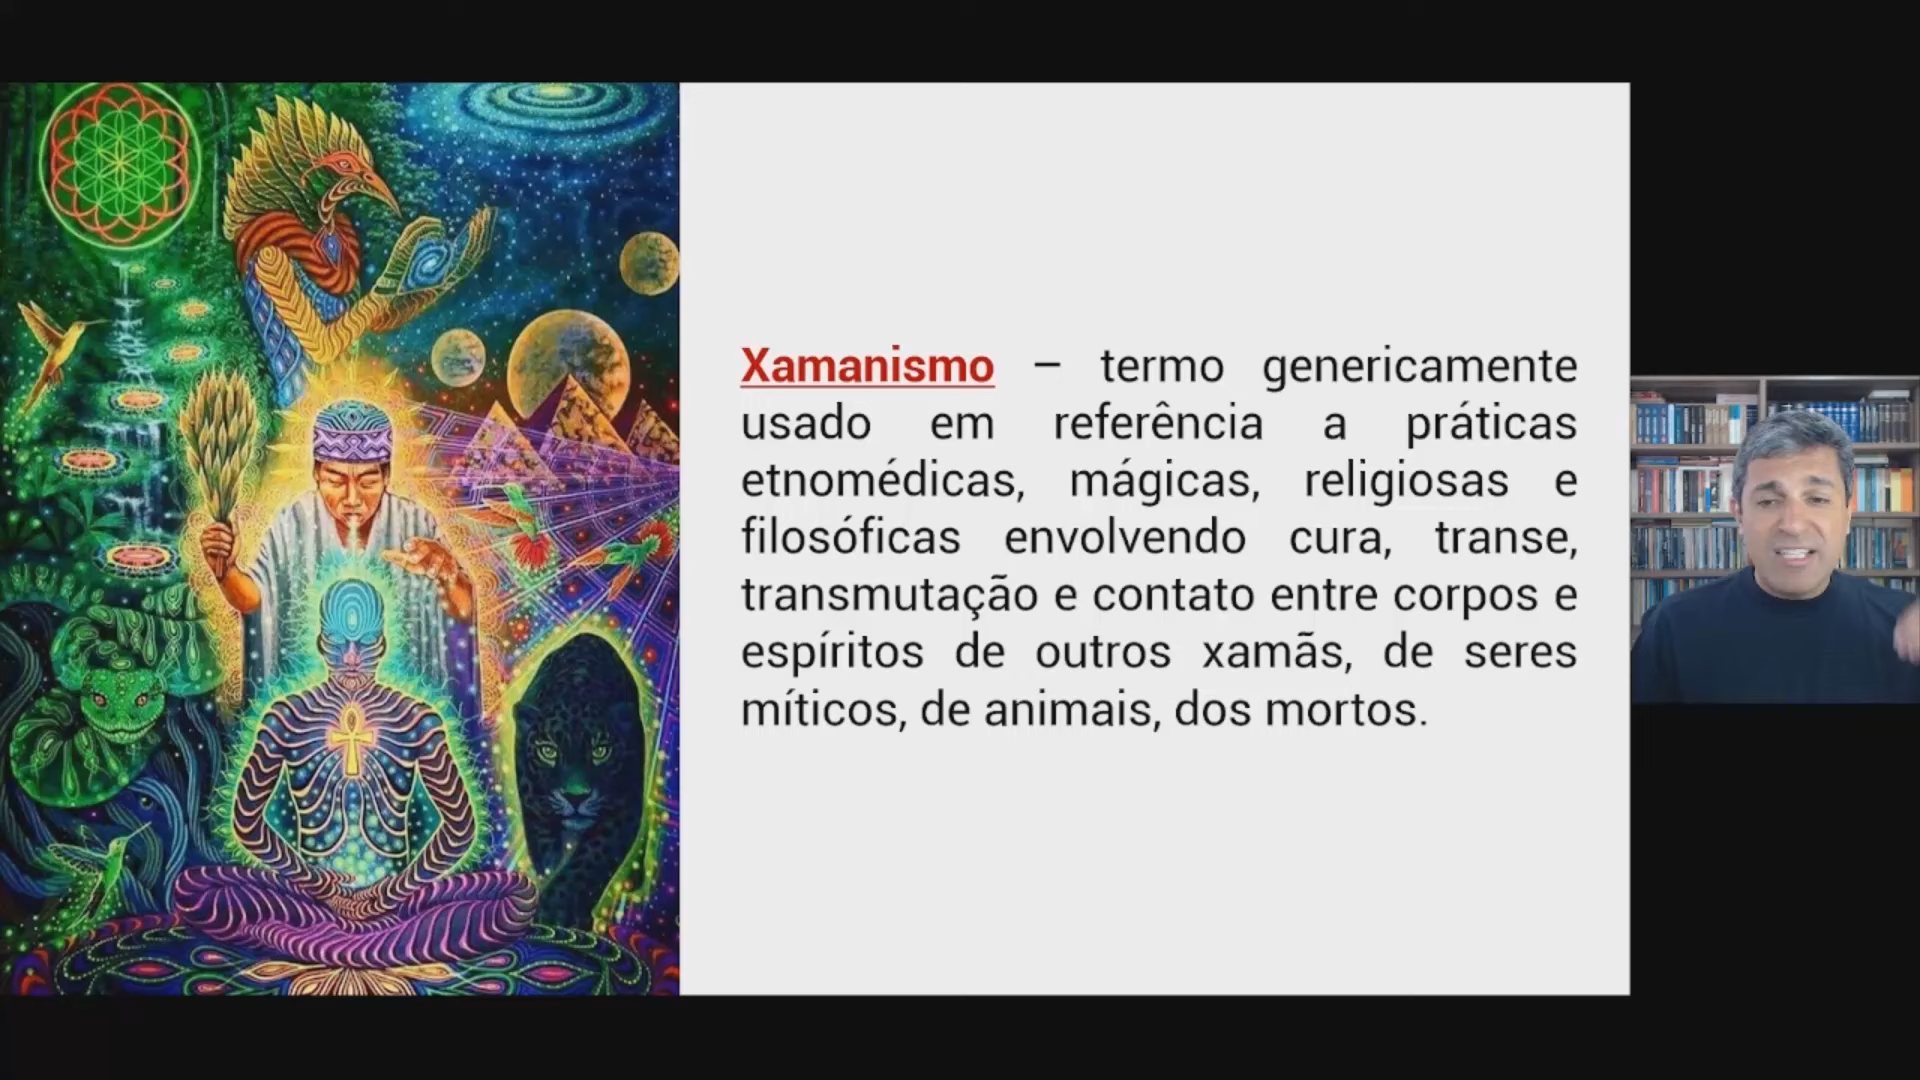 Xamanismo – termo genericamente
usado em referência a práticas
etnomédicas, mágicas, religiosas e
filosóficas envolvendo cura, transe,
transmutação e contato entre corpos e
espíritos de outros xamãs, de seres
míticos, de animais, dos mortos.